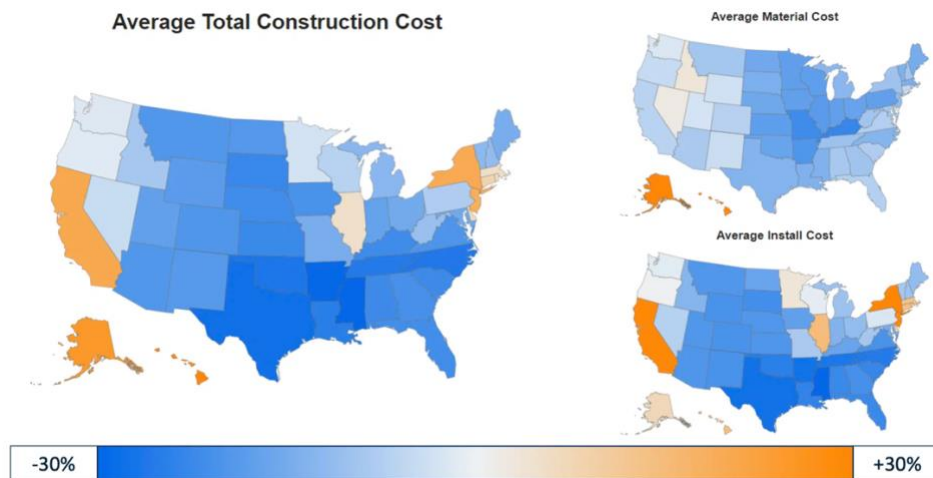 Average Total Construction Cost
Average Material Cost
Average Install Cost
-30%
+30%